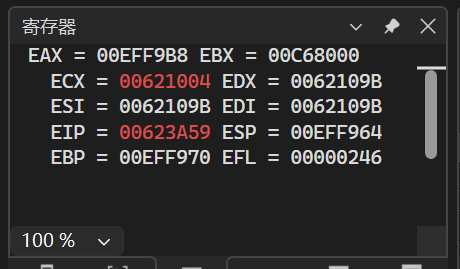 寄存器
EAX = 00EFF9B8 EBX = 00C68000
ECX = 00621004 EDX = 0062109B
ESI = 0062109B EDI = 0062109B
EIP = 00623A59 ESP = 00EFF964
EBP = 00EFF970 EFL = 00000246
100 %